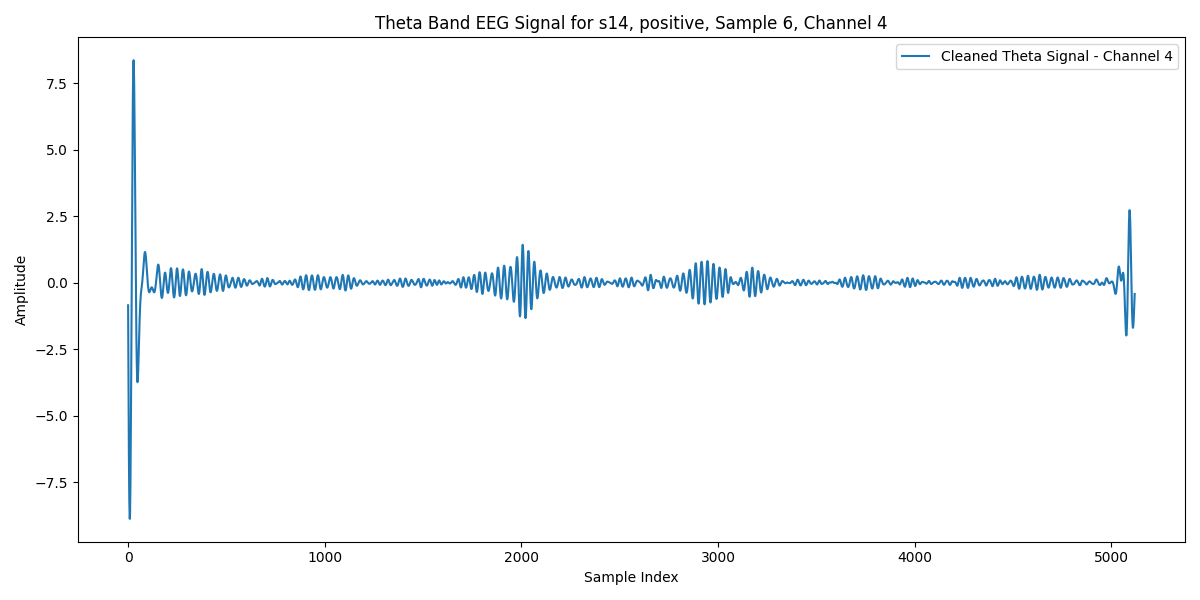 Theta Band EEG Signal for s14, positive, Sample 6, Channel 4
Cleaned Theta Signal - Channel 4
7.5
5.0
2.5
0.0
−2.5
−5.0
−7.5
Amplitude
0 1000 2000 3000 4000 5000
Sample Index